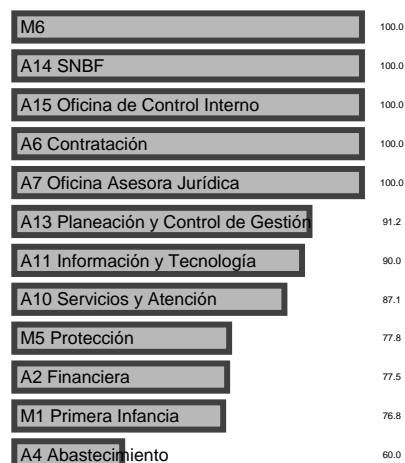 M6 100.0
A14 SNBF 100.0
A15 Oficina de Control Interno 100.0
A6 Contratación 100.0
A7 Oficina Asesora Jurídica 100.0
A13 Planeación y Control de Gestión 91.2
A11 Información y Tecnología 90.0
A10 Servicios y Atención 87.1
M5 Protección 77.8
A2 Financiera 77.5
M1 Primera Infancia 76.8
A4 Abastecimiento 60.0